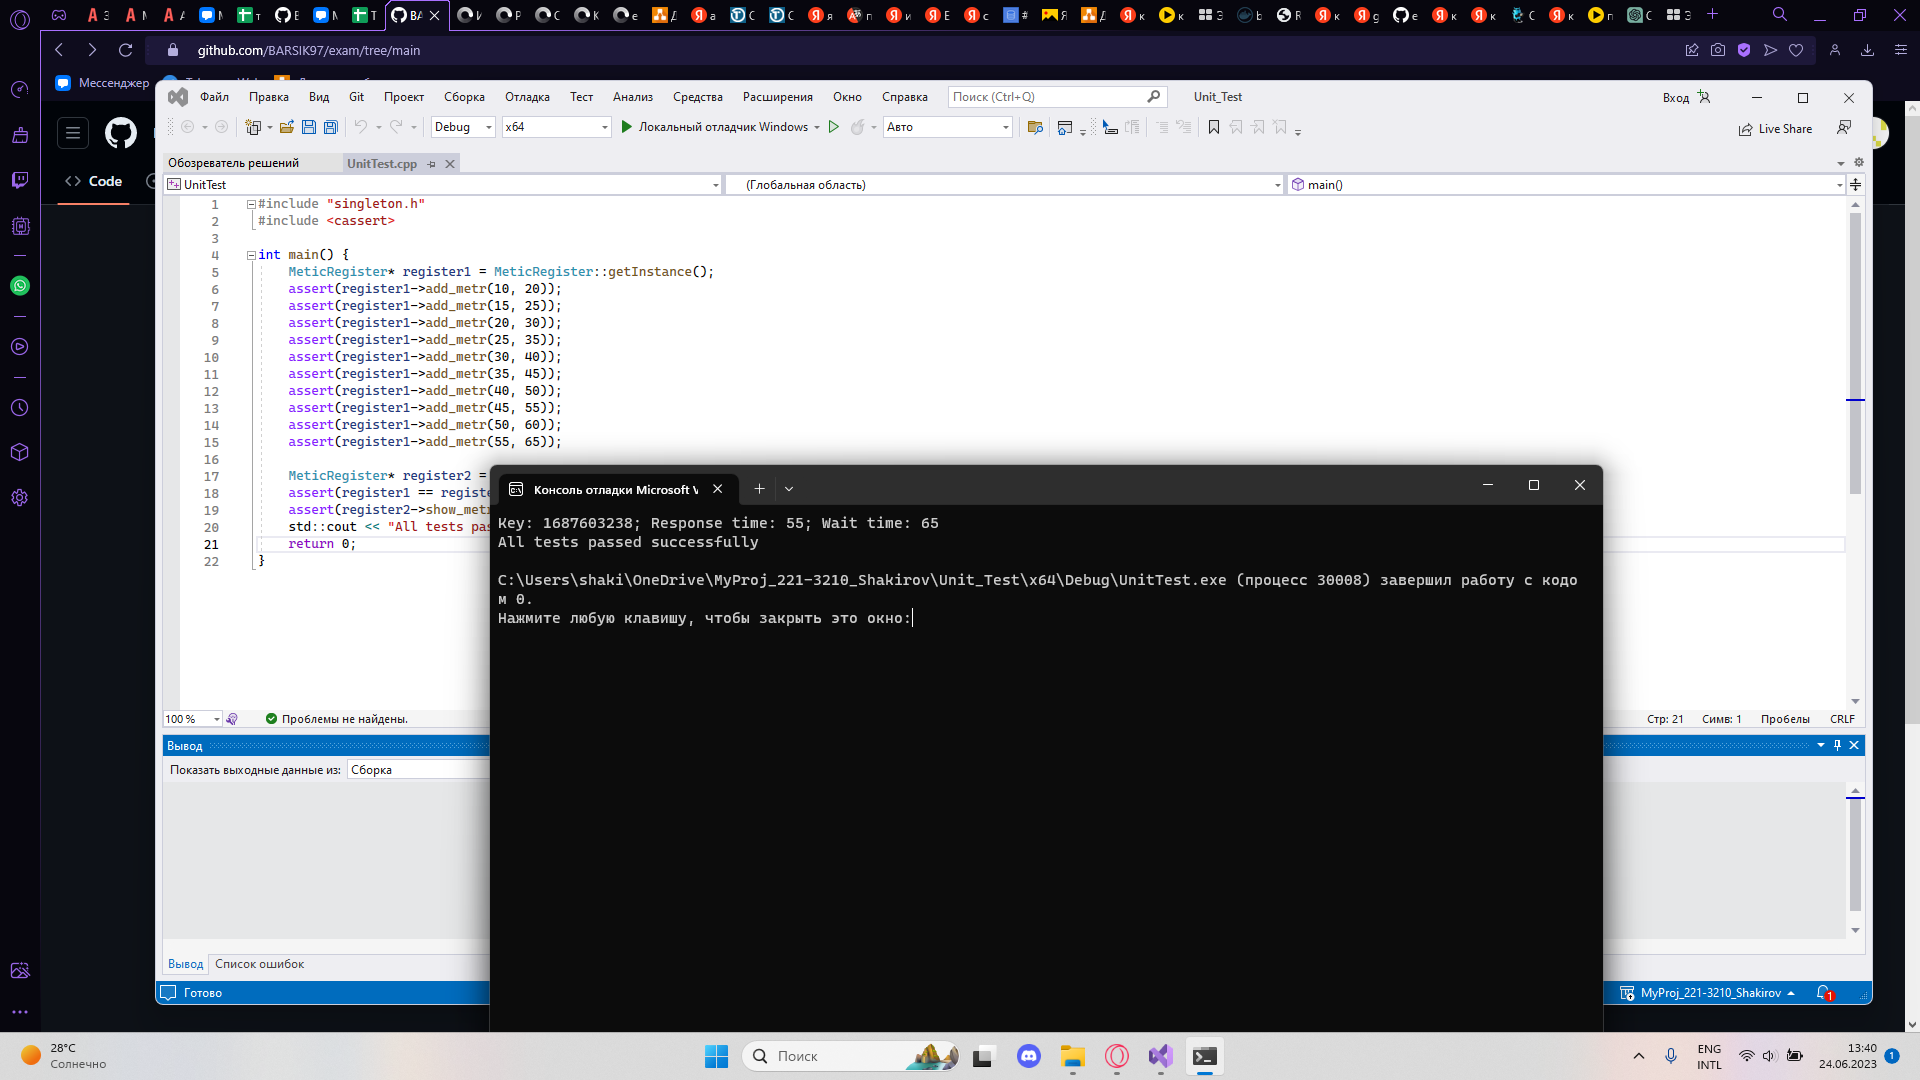 github.com/BARSIK97/exam/tree/main
Мессенджер
Файл Правка Вид Git Проект Сборка Отладка Тест Анализ Средства Расширения Окно Справка Поиск (Ctrl+Q) Unit_Test Вход
Debug x64 Локальный отладчик Windows Авто Live Share
Обозреватель решений UnitTest.cpp
Code
UnitTest (Глобальная область) main()
1 #include "singleton.h"
2 #include <cassert>
3
4 int main() {
5 MeticRegister* register1 = MeticRegister::getInstance();
6 assert(register1->add_metr(10, 20));
7 assert(register1->add_metr(15, 25));
8 assert(register1->add_metr(20, 30));
9 assert(register1->add_metr(25, 35));
10 assert(register1->add_metr(30, 40));
11 assert(register1->add_metr(35, 45));
12 assert(register1->add_metr(40, 50));
13 assert(register1->add_metr(45, 55));
14 assert(register1->add_metr(50, 60));
15 assert(register1->add_metr(55, 65));
16
17 MeticRegister* register2 =
18 assert(register1 == registe
19 assert(register2->show_met
20 std::cout << "All tests pas
21 return 0;
22 }
Консоль отладки Microsoft V
Key: 1687603238; Response time: 55; Wait time: 65
All tests passed successfully
C:\Users\shaki\OneDrive\MyProj_221-3210_Shakirov\Unit_Test\x64\Debug\UnitTest.exe (процесс 30008) завершил работу с кодо
м 0.
Нажмите любую клавишу, чтобы закрыть это окно:
100 % Проблемы не найдены. Стр: 21 Симв: 1 Пробелы CRLF
Вывод
Показать выходные данные из: Сборка
Вывод Список ошибок
Готово MyProj_221-3210_Shakirov 1
28°C
Солнечно
Поиск
ENG
INTL
13:40
24.06.2023
1